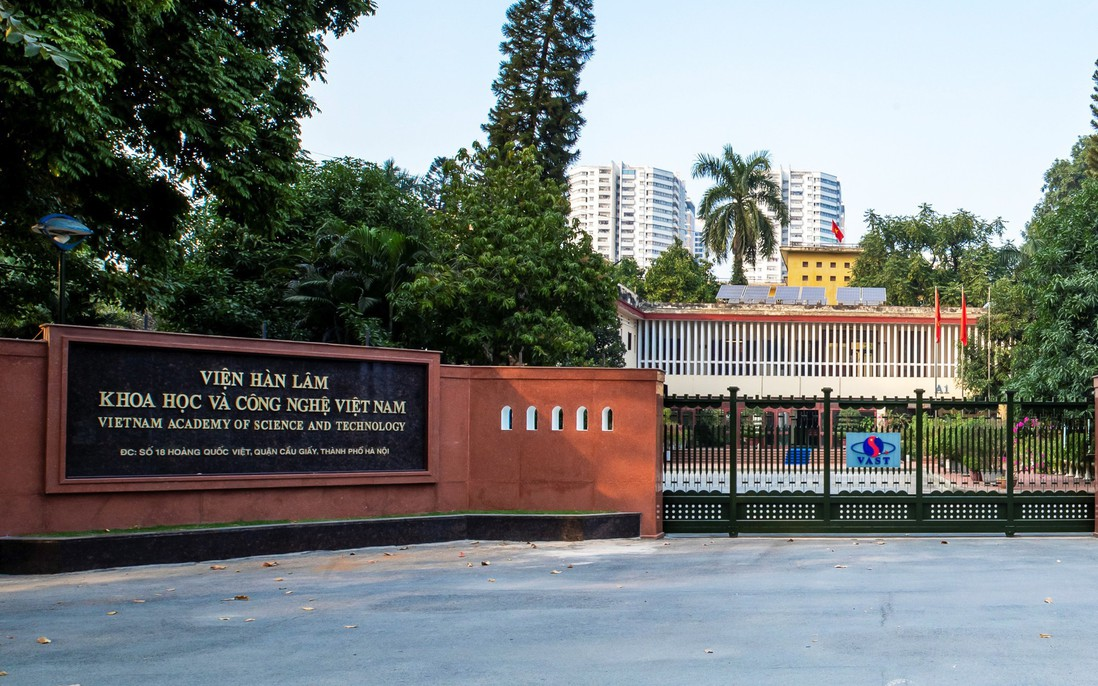 VIỆN HÀN LÂM
KHOA HỌC VÀ CÔNG NGHỆ VIỆT NAM
VIETNAM ACADEMY OF SCIENCE AND TECHNOLOGY
ĐC: SỐ 18 HOÀNG QUỐC VIỆT, QUẬN CẦU GIẤY, THÀNH PHỐ HÀ NỘI
A1
VAST